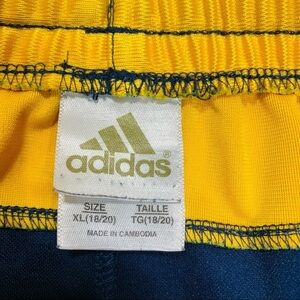 adidas®
SIZE TAILLE
XL(18/20) TG(18/20)
MADE IN CAMBODIA